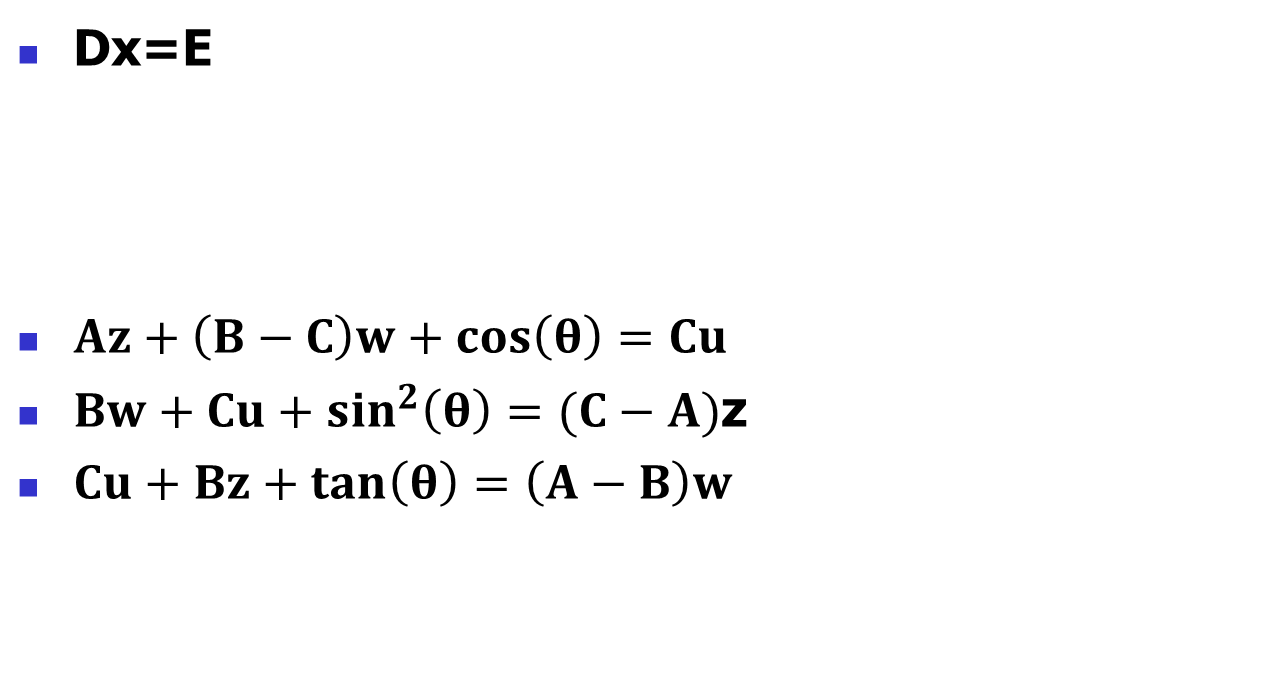 ▪ Dx=E
▪ Az + (B − C)w + cos(θ) = Cu
▪ Bw + Cu + sin²(θ) = (C − A)z
▪ Cu + Bz + tan(θ) = (A − B)w